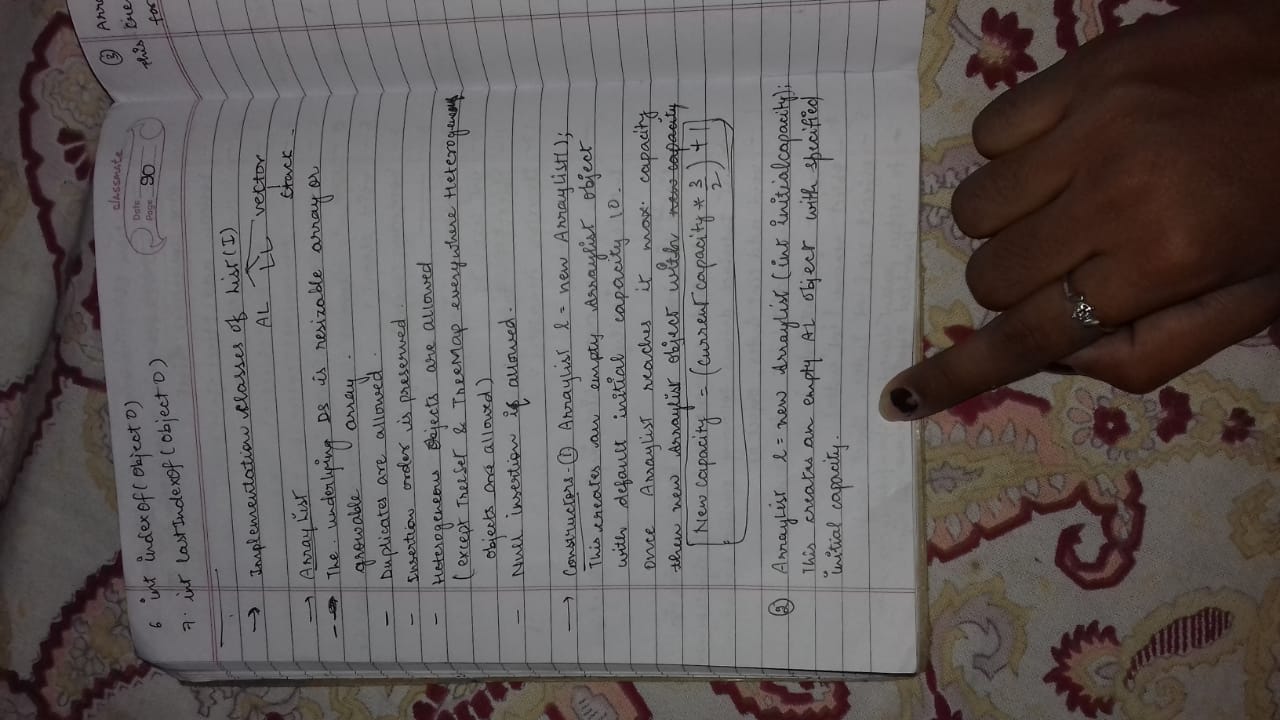 classmate
Date
Page 90
6 int indexOf( Object O)
7. int lastIndexOf ( Object O)
→ Implementation classes of List(I)
AL LL vector
Stack
→ ArrayList
→ The underlying DS is resizable array or
growable array.
– Duplicates are allowed.
– Insertion order is preserved.
– Heterogeneous Objects are allowed
(except TreeSet & TreeMap everywhere Heterogeneous
objects are allowed)
– Null insertion is allowed.
→ Constructors - ① ArrayList l = new ArrayList();
This creates an empty ArrayList object
with default initial capacity 10.
Once ArrayList reaches it max. capacity
then new ArrayList object with new capacity
New Capacity = (current capacity * 3/2) + 1
② ArrayList l = new ArrayList (int initialcapacity);
This creates an empty AL object with specified
initial capacity.
③ Arra
This Cre
for